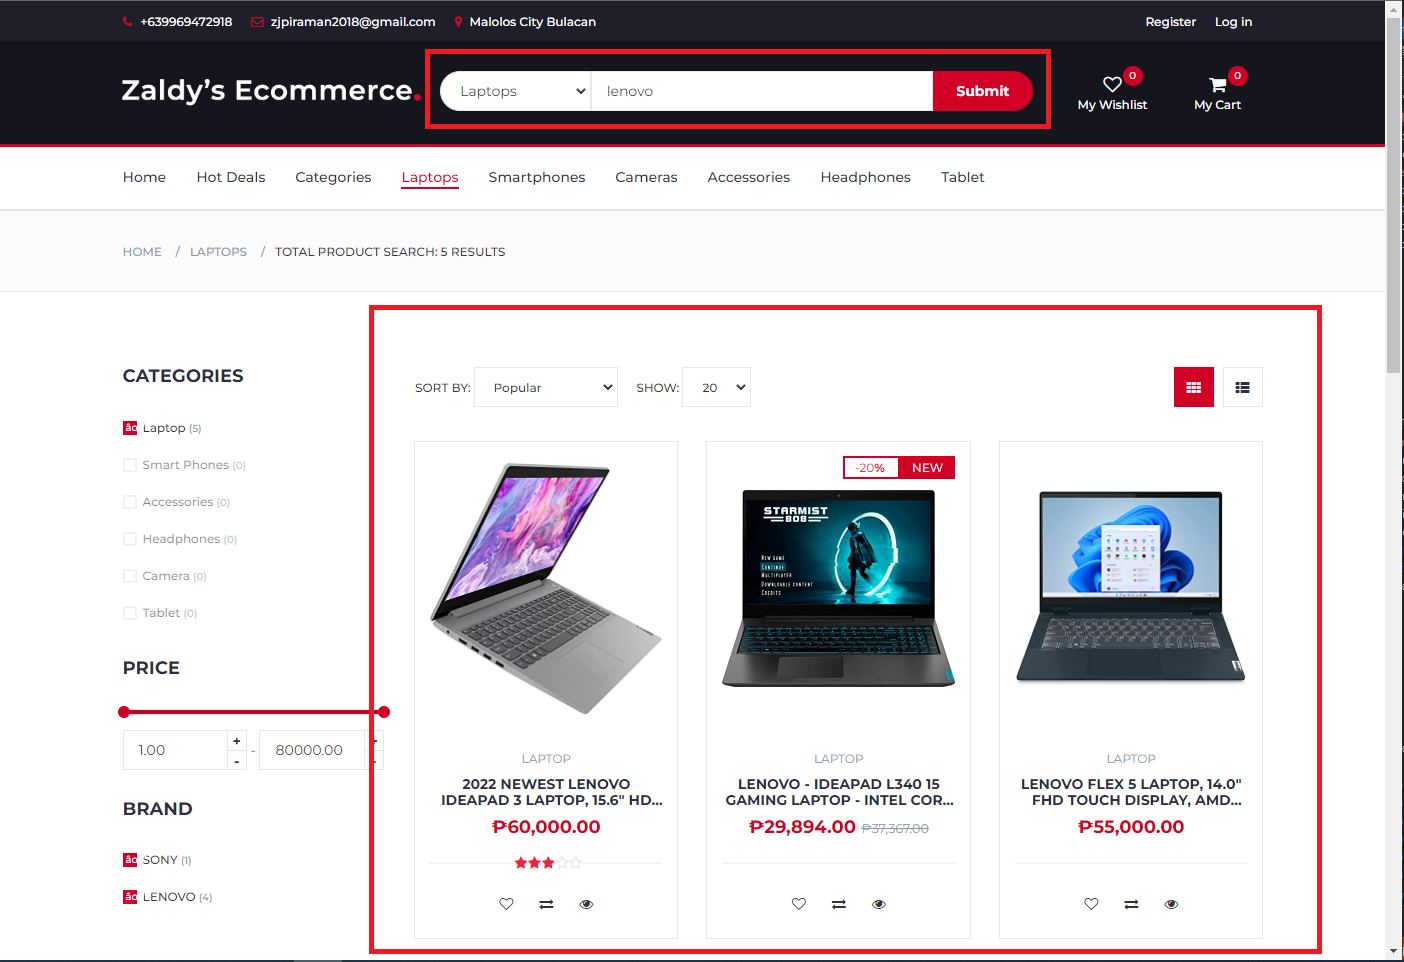 +639969472918 zjpiraman2018@gmail.com Malolos City Bulacan Register Log in
Zaldy's Ecommerce.
Laptops lenovo Submit
0 0
My Wishlist My Cart
Home Hot Deals Categories Laptops Smartphones Cameras Accessories Headphones Tablet
HOME / LAPTOPS / TOTAL PRODUCT SEARCH: 5 RESULTS
CATEGORIES
Laptop (5)
Smart Phones (0)
Accessories (0)
Headphones (0)
Camera (0)
Tablet (0)
PRICE
1.00 + - - 80000.00 + -
BRAND
SONY (1)
LENOVO (4)
SORT BY: Popular SHOW: 20
LAPTOP
2022 NEWEST LENOVO
IDEAPAD 3 LAPTOP, 15.6" HD...
₱60,000.00
-20% NEW
STARMIST
808
New game
Continue
Multiplayer
Downloadable content
Credits
LAPTOP
LENOVO - IDEAPAD L340 15
GAMING LAPTOP - INTEL COR...
₱29,894.00 ₱37,367.00
LAPTOP
LENOVO FLEX 5 LAPTOP, 14.0"
FHD TOUCH DISPLAY, AMD...
₱55,000.00